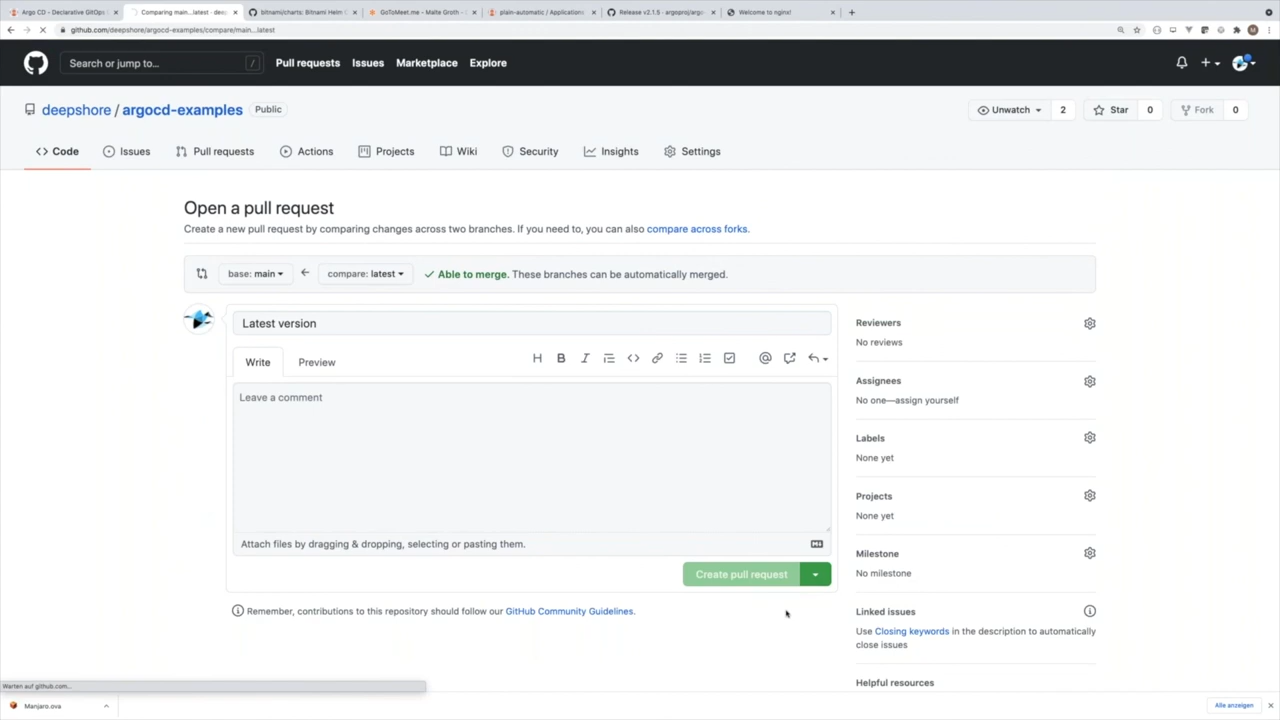 Argo CD - Declarative GitOps
Comparing main...latest · deep
bitnami/charts: Bitnami Helm
GoToMeet.me - Malte Groth -
plain-automatic / Application
Release v2.1.5 · argoproj/argo
Welcome to nginx!
github.com/deepshore/argocd-examples/compare/main...latest
Search or jump to...
/
Pull requests
Issues
Marketplace
Explore
deepshore / argocd-examples
Public
Unwatch
2
Star
0
Fork
0
Code
Issues
Pull requests
Actions
Projects
Wiki
Security
Insights
Settings
Open a pull request
Create a new pull request by comparing changes across two branches. If you need to, you can also compare across forks.
base: main
compare: latest
Able to merge. These branches can be automatically merged.
Latest version
Write
Preview
Leave a comment
Attach files by dragging & dropping, selecting or pasting them.
Create pull request
Remember, contributions to this repository should follow our GitHub Community Guidelines.
Reviewers
No reviews
Assignees
No one—assign yourself
Labels
None yet
Projects
None yet
Milestone
No milestone
Linked issues
Use Closing keywords in the description to automatically
close issues
Helpful resources
Warten auf github.com...
Manjaro.ova
Alle anzeigen